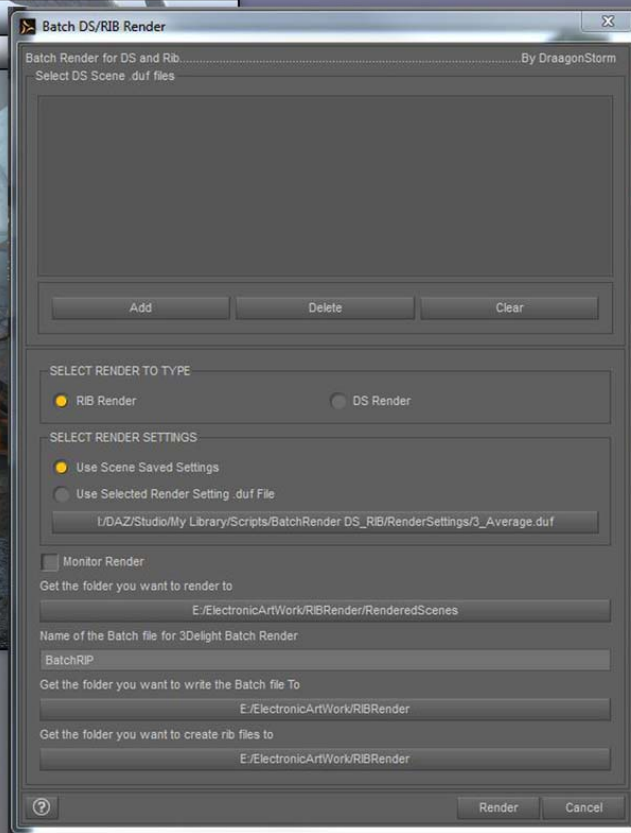 Batch DS/RIB Render
Batch Render for DS and Rib......................................................................................By DraagonStorm
Select DS Scene .duf files
Add Delete Clear
SELECT RENDER TO TYPE
RIB Render DS Render
SELECT RENDER SETTINGS
Use Scene Saved Settings
Use Selected Render Setting .duf File
I:/DAZ/Studio/My Library/Scripts/BatchRender DS_RIB/RenderSettings/3_Average.duf
Monitor Render
Get the folder you want to render to
E:/ElectronicArtWork/RIBRender/RenderedScenes
Name of the Batch file for 3Delight Batch Render
BatchRIP
Get the folder you want to write the Batch file To
E:/ElectronicArtWork/RIBRender
Get the folder you want to create rib files to
E:/ElectronicArtWork/RIBRender
? Render Cancel